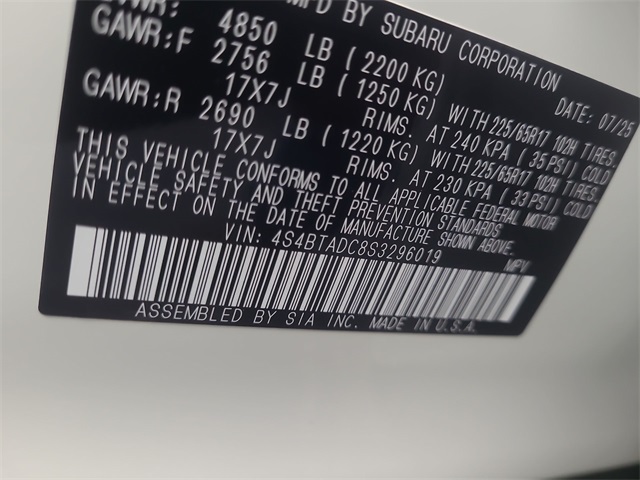 MFD BY SUBARU CORPORATION DATE: 07/25
GVWR: 4850 LB ( 2200 KG)
GAWR:F 2756 LB ( 1250 KG) WITH 225/65R17 102H TIRES.
17X7J RIMS. AT 240 KPA ( 35 PSI) COLD
GAWR:R 2690 LB ( 1220 KG) WITH 225/65R17 102H TIRES.
17X7J RIMS. AT 230 KPA ( 33 PSI) COLD
THIS VEHICLE CONFORMS TO ALL APPLICABLE FEDERAL MOTOR
VEHICLE SAFETY AND THEFT PREVENTION STANDARDS
IN EFFECT ON THE DATE OF MANUFACTURE SHOWN ABOVE.
VIN: 4S4BTADC8S3296019 MPV
ASSEMBLED BY SIA INC. MADE IN U.S.A.